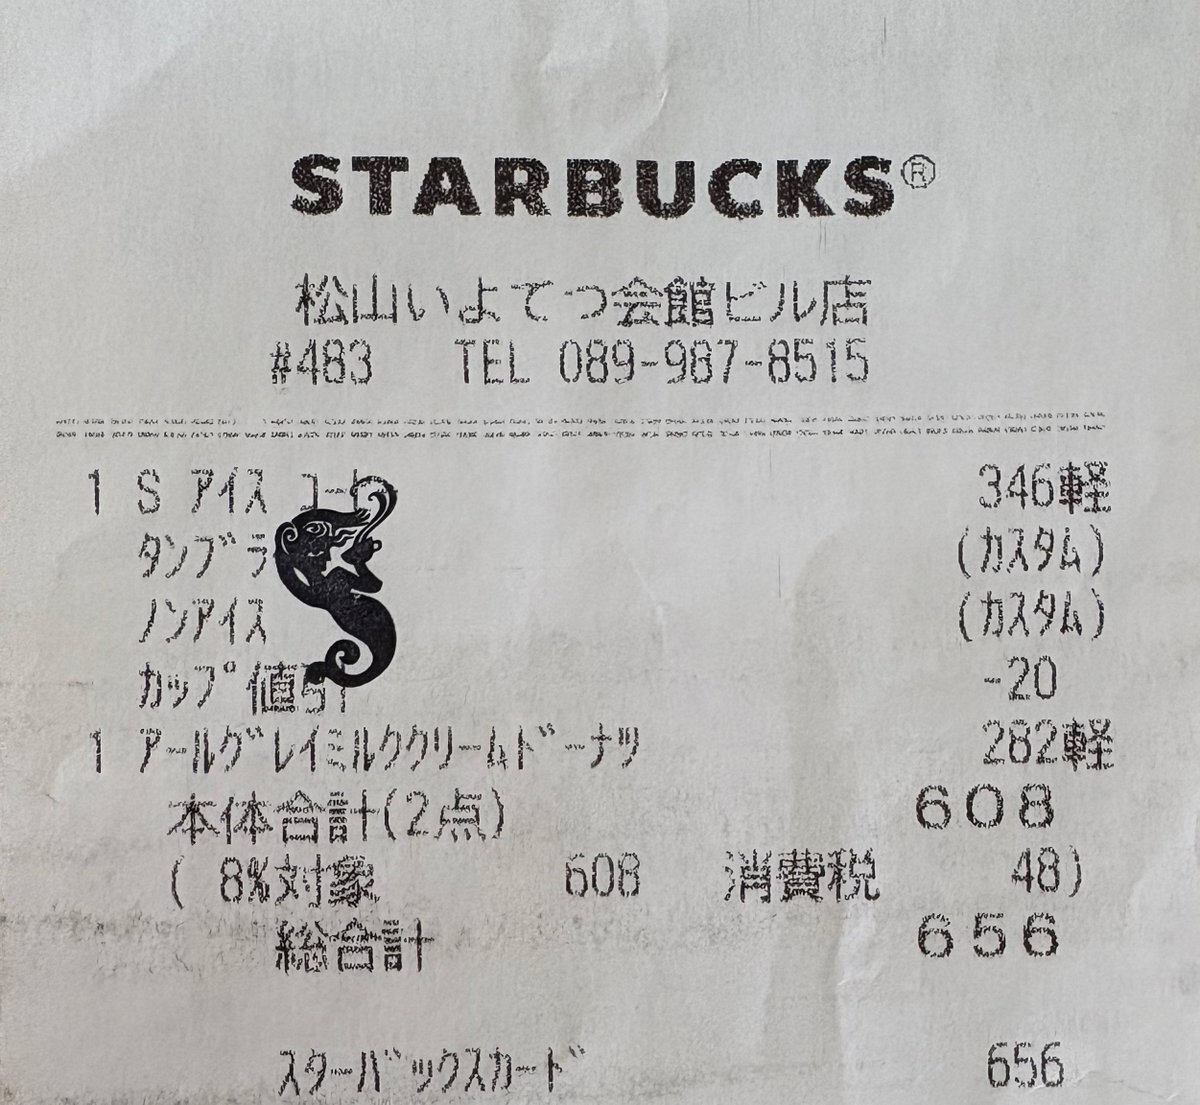 STARBUCKS®
松山いよてつ会館ビル店
#483 TEL 089-987-8515
1 S アイス コーヒ 346軽
タンブラ (カスタム)
ノンアイス (カスタム)
カップ値引 -20
1 アールグレイミルククリームドーナツ 282軽
本体合計(2点) 608
( 8%対象 608 消費税 48)
総合計 656
スターバックスカード 656